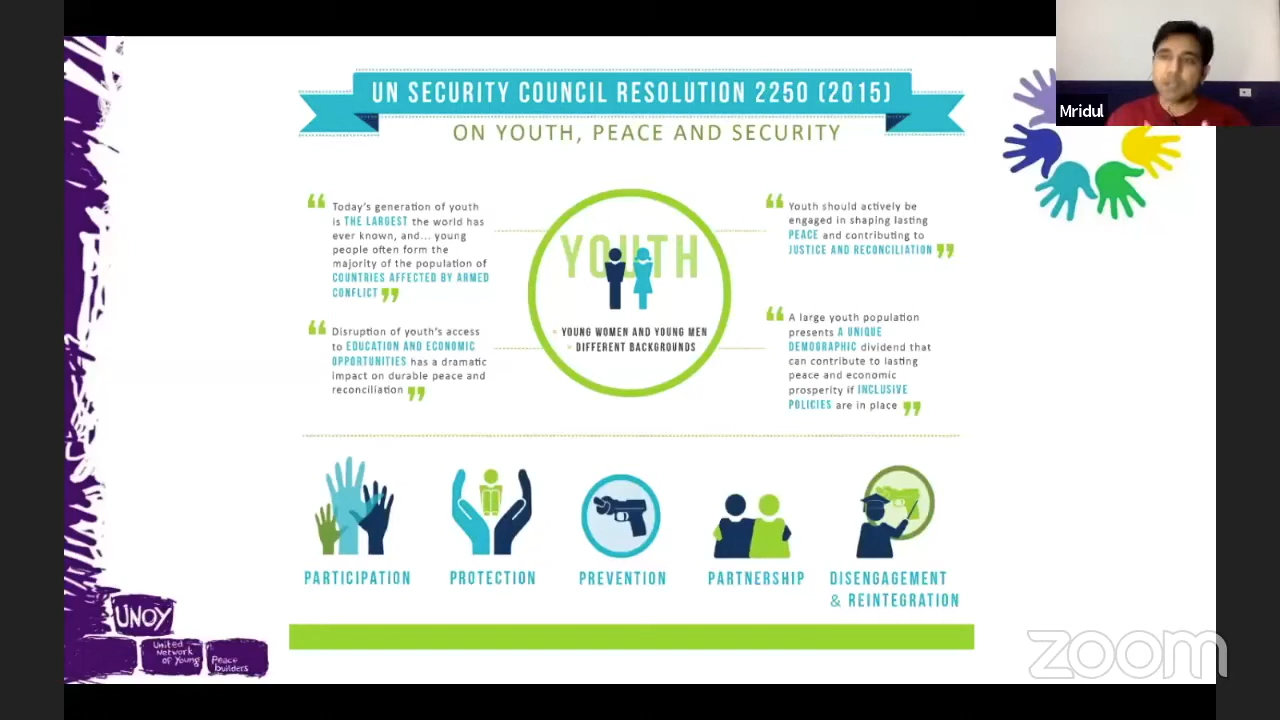 UN SECURITY COUNCIL RESOLUTION 2250 (2015)
ON YOUTH, PEACE AND SECURITY
Mridul
“ Today's generation of youth
is THE LARGEST the world has
ever known, and... young
people often form the
majority of the population of
COUNTRIES AFFECTED BY ARMED
CONFLICT ”
“ Disruption of youth's access
to EDUCATION AND ECONOMIC
OPPORTUNITIES has a dramatic
impact on durable peace and
reconciliation ”
YOUTH
YOUNG WOMEN AND YOUNG MEN
DIFFERENT BACKGROUNDS
“ Youth should actively be
engaged in shaping lasting
PEACE and contributing to
JUSTICE AND RECONCILIATION ”
“ A large youth population
presents A UNIQUE
DEMOGRAPHIC dividend that
can contribute to lasting
peace and economic
prosperity if INCLUSIVE
POLICIES are in place ”
PARTICIPATION
PROTECTION
PREVENTION
PARTNERSHIP
DISENGAGEMENT
& REINTEGRATION
UNOY
United
Network
of Young
Peace
builders
zoom